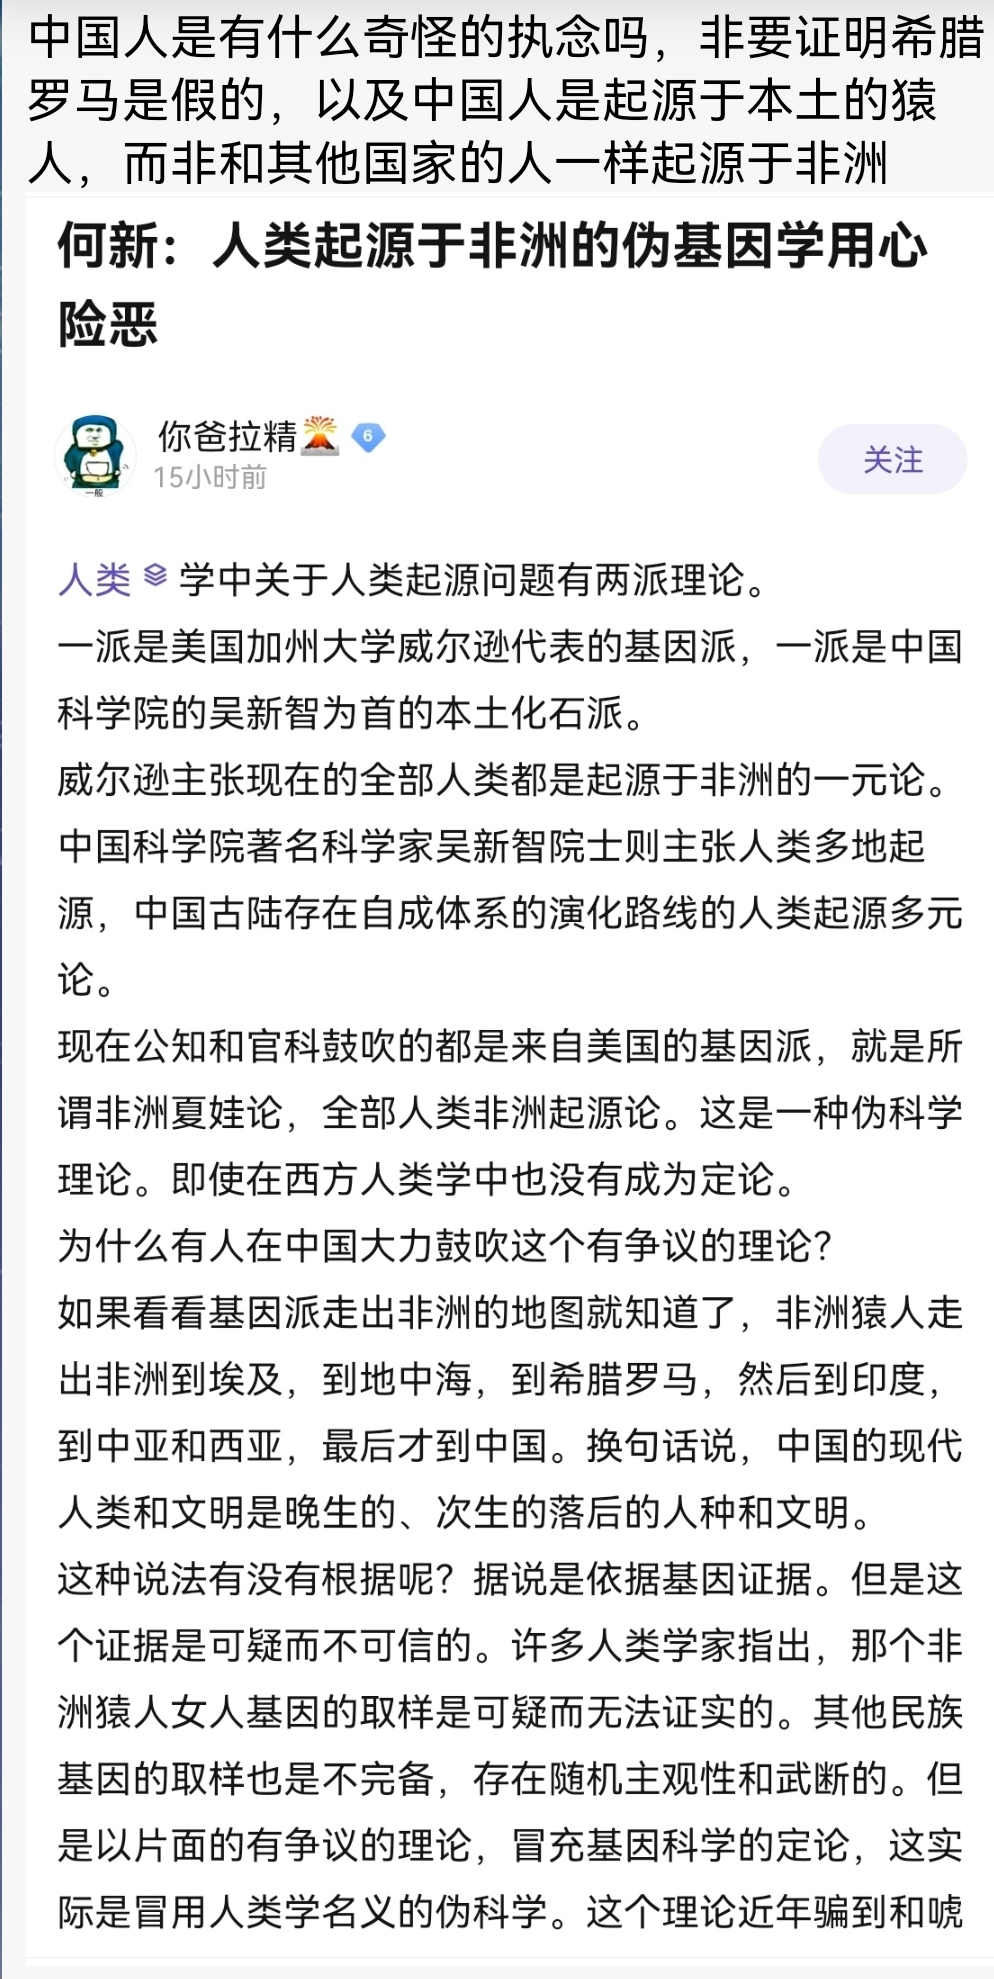 中国人是有什么奇怪的执念吗，非要证明希腊
罗马是假的，以及中国人是起源于本土的猿
人，而非和其他国家的人一样起源于非洲
何新：人类起源于非洲的伪基因学用心
险恶
你爸拉精🌋 6
15小时前
关注
一般
人类 学中关于人类起源问题有两派理论。
一派是美国加州大学威尔逊代表的基因派，一派是中国
科学院的吴新智为首的本土化石派。
威尔逊主张现在的全部人类都是起源于非洲的一元论。
中国科学院著名科学家吴新智院士则主张人类多地起
源，中国古陆存在自成体系的演化路线的人类起源多元
论。
现在公知和官科鼓吹的都是来自美国的基因派，就是所
谓非洲夏娃论，全部人类非洲起源论。这是一种伪科学
理论。即使在西方人类学中也没有成为定论。
为什么有人在中国大力鼓吹这个有争议的理论？
如果看看基因派走出非洲的地图就知道了，非洲猿人走
出非洲到埃及，到地中海，到希腊罗马，然后到印度，
到中亚和西亚，最后才到中国。换句话说，中国的现代
人类和文明是晚生的、次生的落后的人种和文明。
这种说法有没有根据呢？据说是依据基因证据。但是这
个证据是可疑而不可信的。许多人类学家指出，那个非
洲猿人女人基因的取样是可疑而无法证实的。其他民族
基因的取样也是不完备，存在随机主观性和武断的。但
是以片面的有争议的理论，冒充基因科学的定论，这实
际是冒用人类学名义的伪科学。这个理论近年骗到和唬